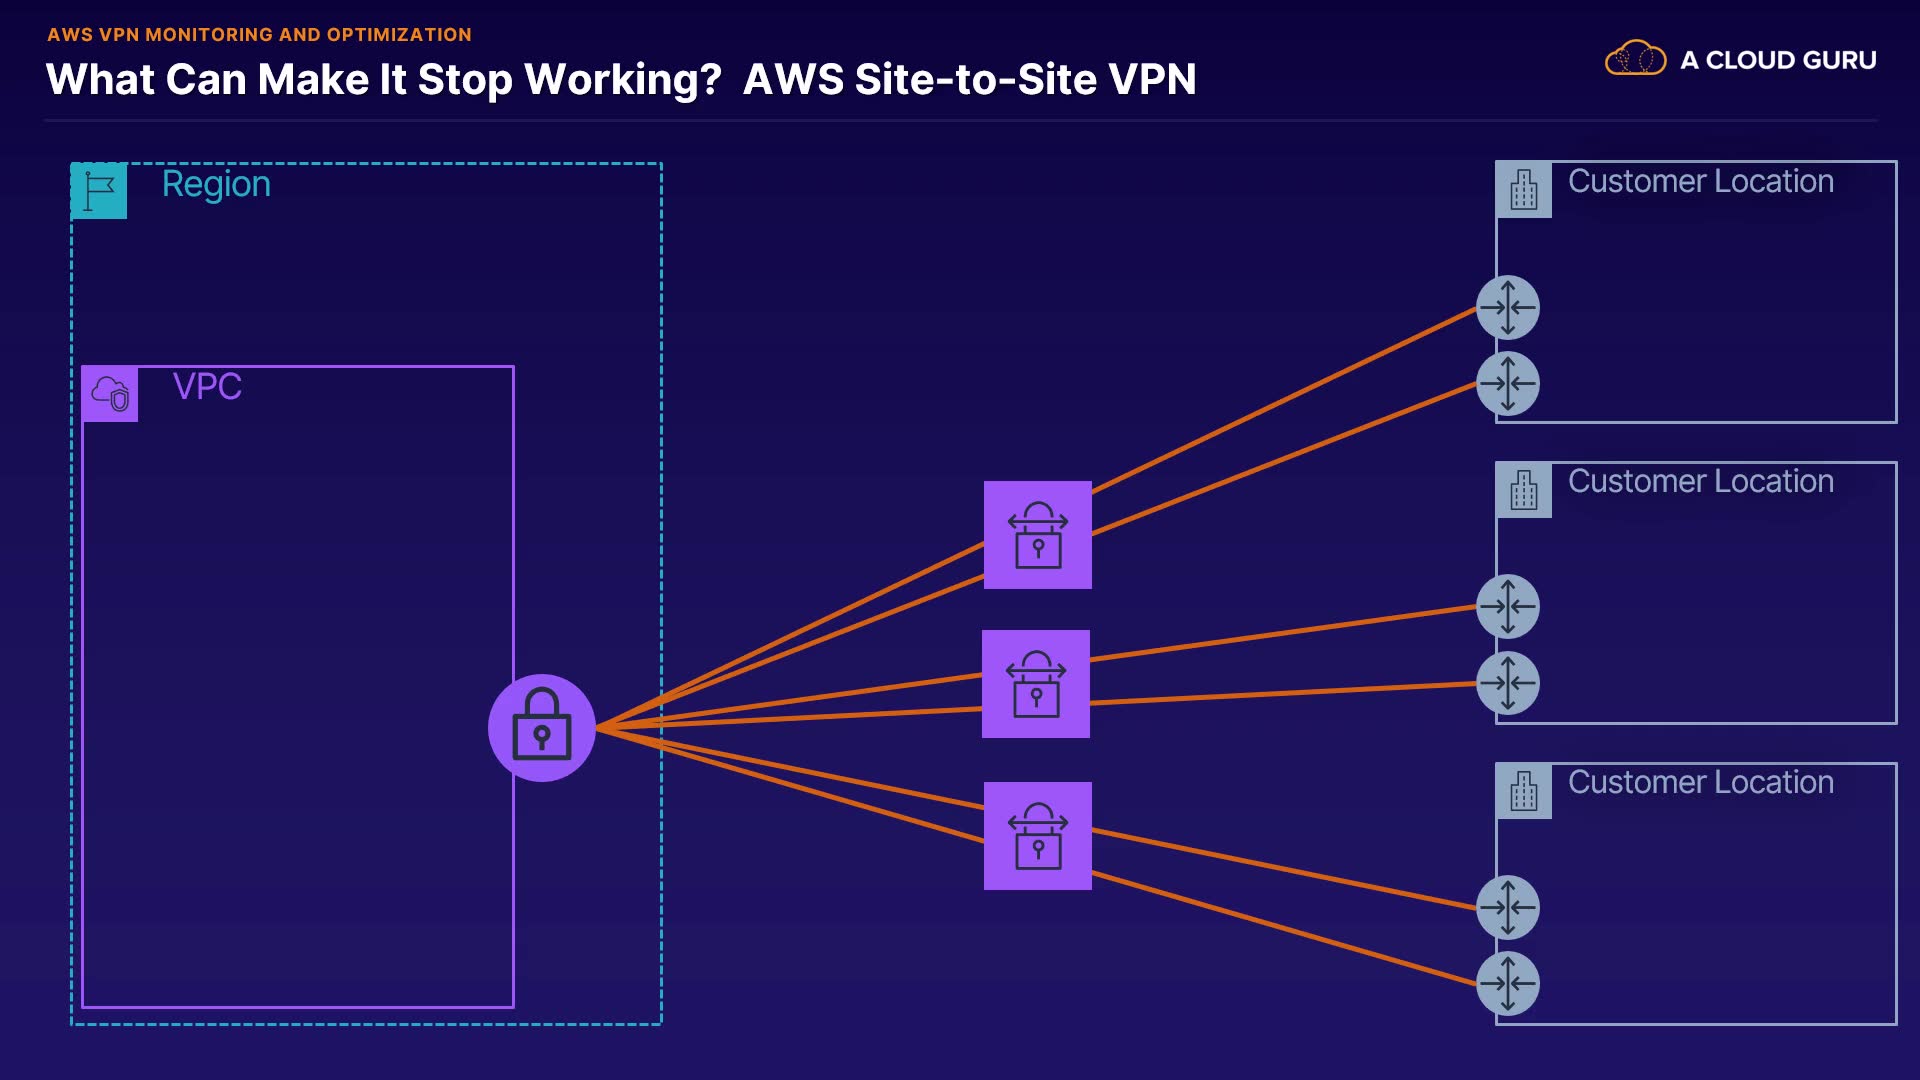 AWS VPN MONITORING AND OPTIMIZATION
What Can Make It Stop Working? AWS Site-to-Site VPN
A CLOUD GURU
Region
VPC
Customer Location
Customer Location
Customer Location